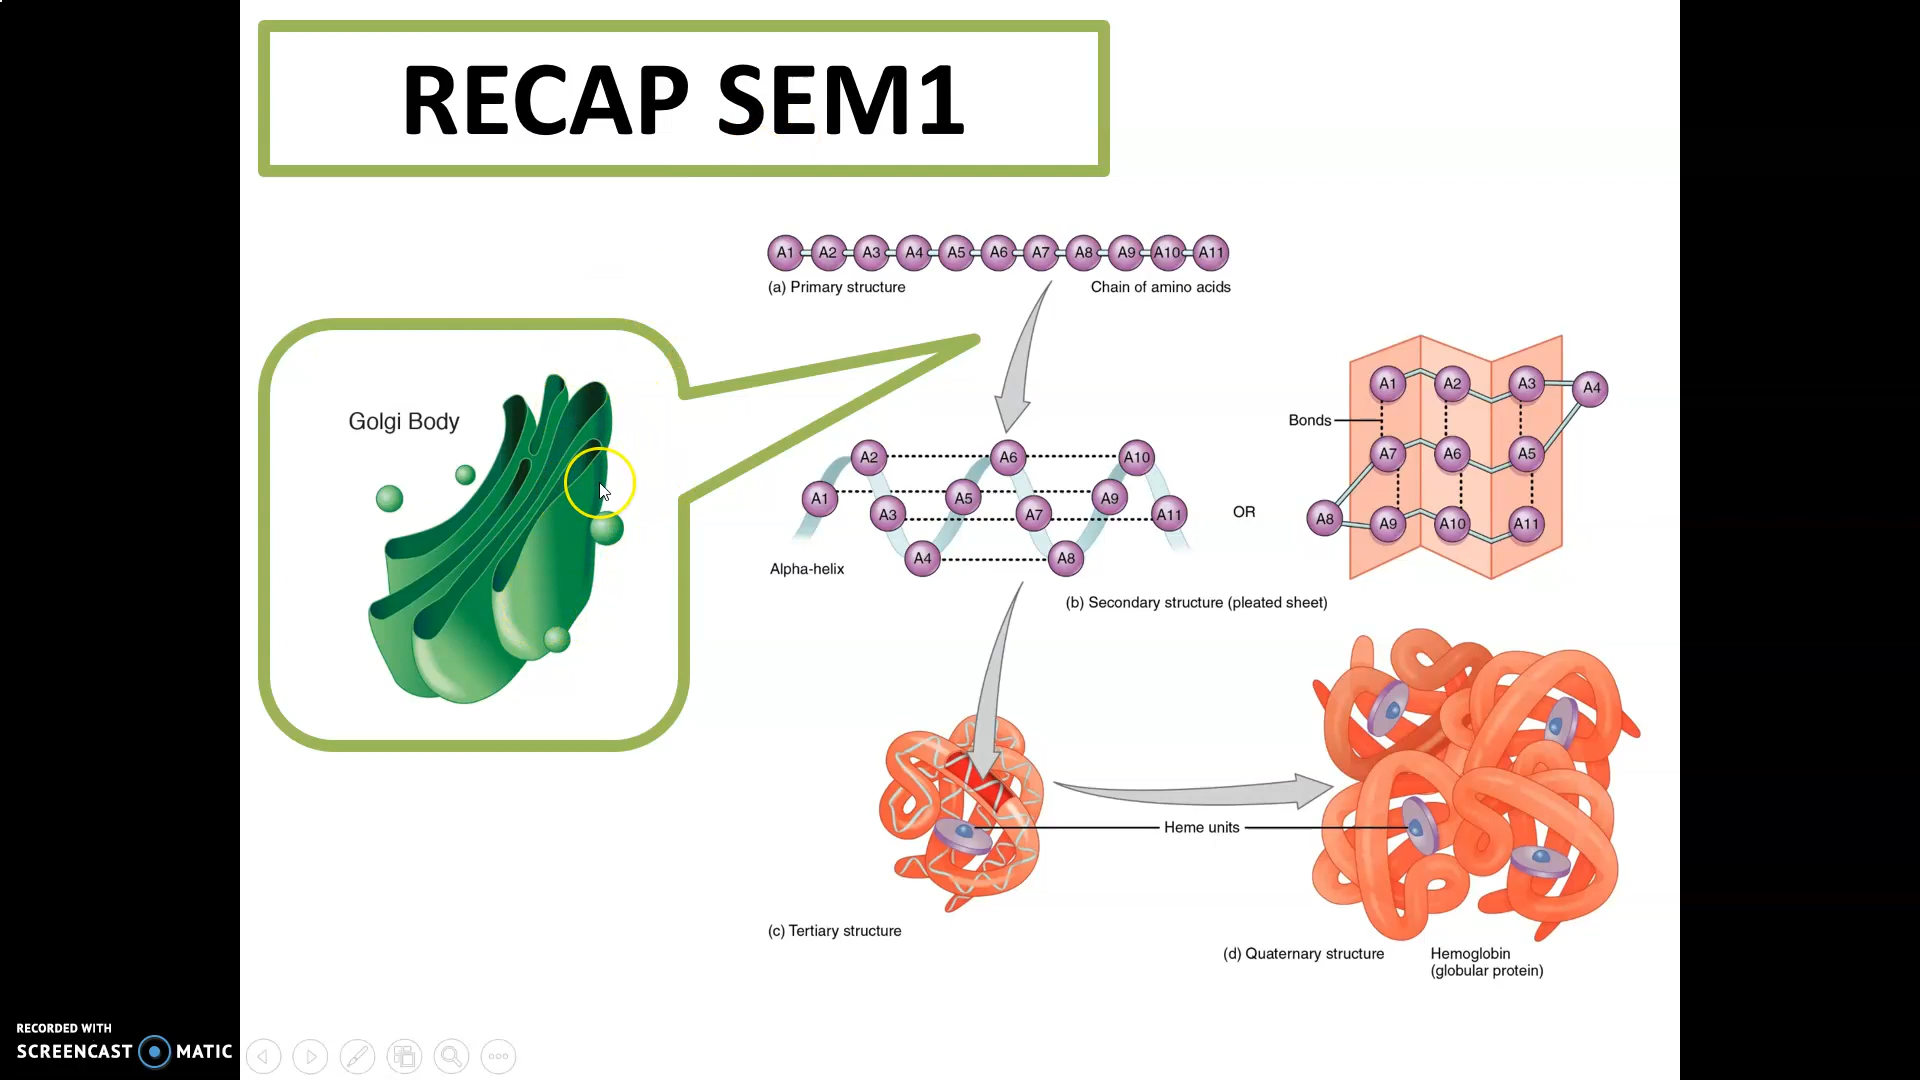 RECAP SEM1
A1 A2 A3 A4 A5 A6 A7 A8 A9 A10 A11
(a) Primary structure
Chain of amino acids
Golgi Body
A2 A6 A10
A1 A5 A9
A3 A7 A11
A4 A8
Alpha-helix
OR
A1 A2 A3 A4
Bonds
A7 A6 A5
A8 A9 A10 A11
(b) Secondary structure (pleated sheet)
Heme units
(c) Tertiary structure
(d) Quaternary structure
Hemoglobin
(globular protein)
RECORDED WITH
SCREENCAST MATIC